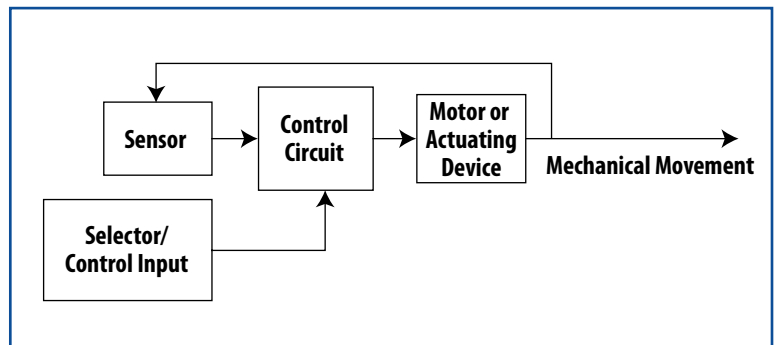 Sensor
Control
Circuit
Motor or
Actuating
Device
Mechanical Movement
Selector/
Control Input